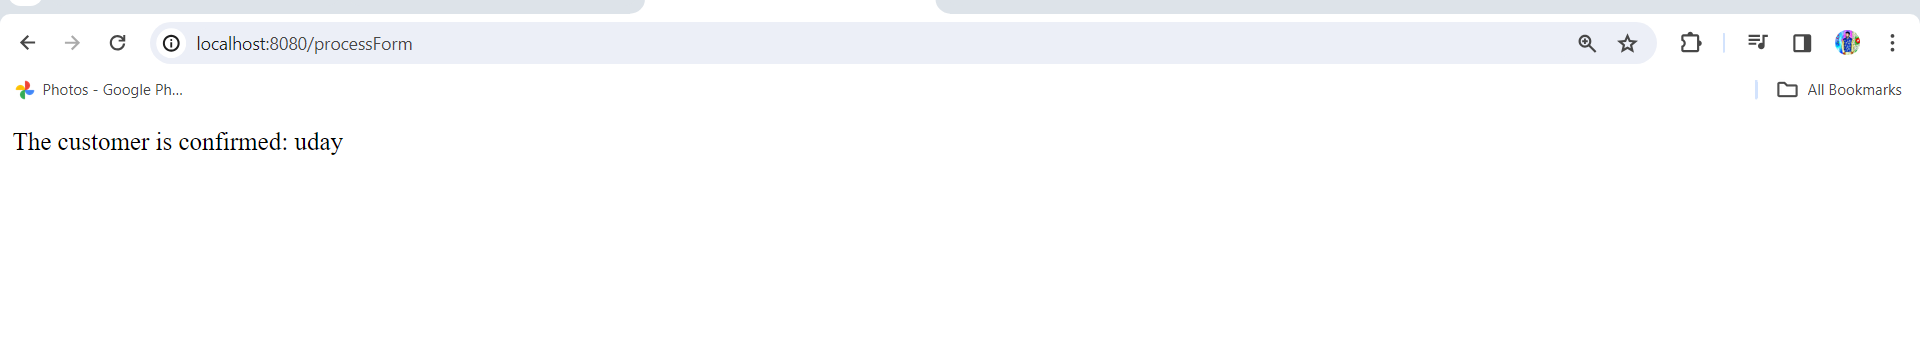 localhost:8080/processForm
Photos - Google Ph...
All Bookmarks
The customer is confirmed: uday